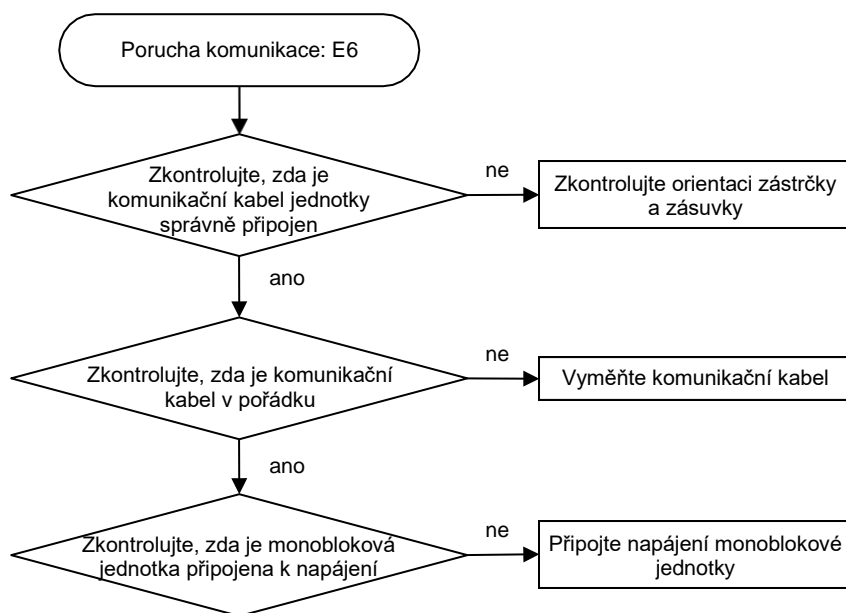 Porucha komunikace: E6
Zkontrolujte, zda je
komunikační kabel jednotky
správně připojen
ne
Zkontrolujte orientaci zástrčky
a zásuvky
ano
Zkontrolujte, zda je komunikační
kabel v pořádku
ne
Vyměňte komunikační kabel
ano
Zkontrolujte, zda je monobloková
jednotka připojena k napájení
ne
Připojte napájení monoblokové
jednotky